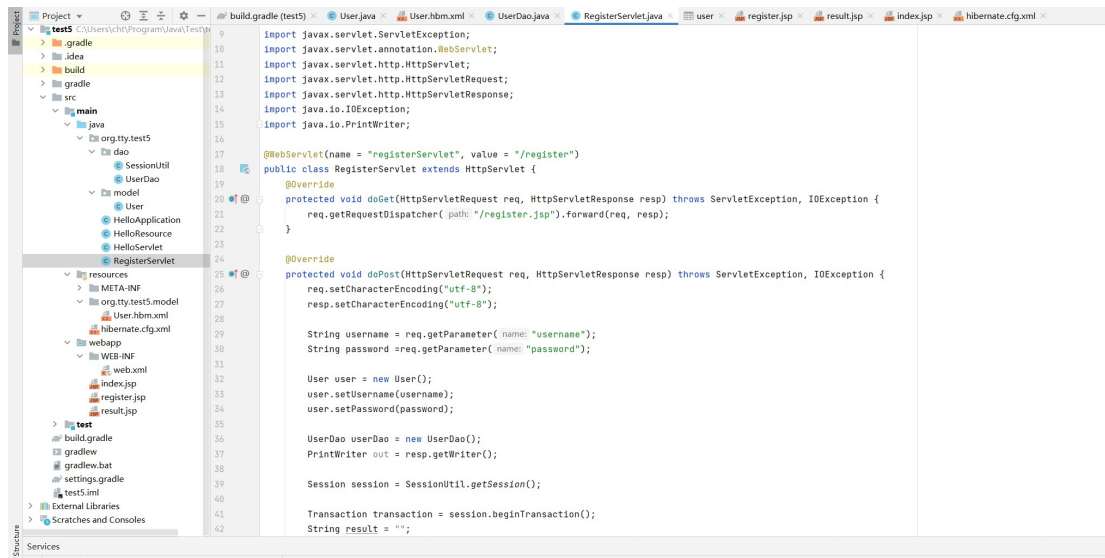 Project
build.gradle (test5)
User.java
User.hbm.xml
UserDao.java
RegisterServlet.java
user
register.jsp
result.jsp
index.jsp
hibernate.cfg.xml
Project
Structure
test5 C:\Users\cht\Program\Java\Test\t
.gradle
.idea
build
gradle
src
main
java
org.tty.test5
dao
SessionUtil
UserDao
model
User
HelloApplication
HelloResource
HelloServlet
RegisterServlet
resources
META-INF
org.tty.test5.model
User.hbm.xml
hibernate.cfg.xml
webapp
WEB-INF
web.xml
index.jsp
register.jsp
result.jsp
test
build.gradle
gradlew
gradlew.bat
settings.gradle
test5.iml
External Libraries
Scratches and Consoles
9 import javax.servlet.ServletException;
10 import javax.servlet.annotation.WebServlet;
11 import javax.servlet.http.HttpServlet;
12 import javax.servlet.http.HttpServletRequest;
13 import javax.servlet.http.HttpServletResponse;
14 import java.io.IOException;
15 import java.io.PrintWriter;
16
17 @WebServlet(name = "registerServlet", value = "/register")
18 public class RegisterServlet extends HttpServlet {
19 @Override
20 @ protected void doGet(HttpServletRequest req, HttpServletResponse resp) throws ServletException, IOException {
21 req.getRequestDispatcher( path: "/register.jsp").forward(req, resp);
22 }
23
24 @Override
25 @ protected void doPost(HttpServletRequest req, HttpServletResponse resp) throws ServletException, IOException {
26 req.setCharacterEncoding("utf-8");
27 resp.setCharacterEncoding("utf-8");
28
29 String username = req.getParameter( name: "username");
30 String password =req.getParameter( name: "password");
31
32 User user = new User();
33 user.setUsername(username);
34 user.setPassword(password);
35
36 UserDao userDao = new UserDao();
37 PrintWriter out = resp.getWriter();
38
39 Session session = SessionUtil.getSession();
40
41 Transaction transaction = session.beginTransaction();
42 String result = "";
Services